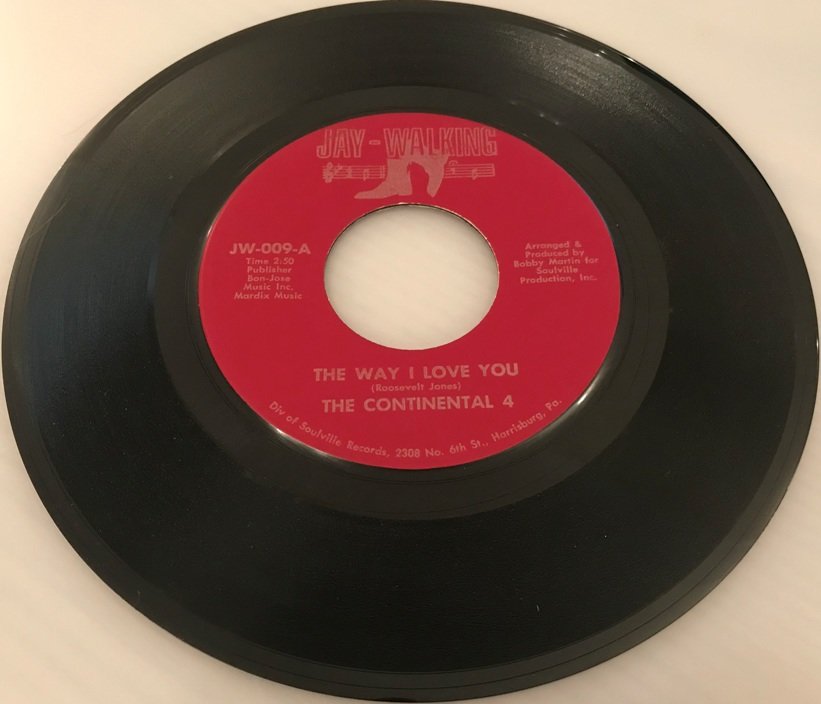 JAY-WALKING
JW-009-A
Time 2:50
Publisher
Bon-Jose
Music Inc.
Mardix Music
Arranged &
Produced by
Bobby Martin for
Soulville
Production, Inc.
THE WAY I LOVE YOU
(Roosevelt Jones)
THE CONTINENTAL 4
Div of Soulville Records, 2308 No. 6th St., Harrisburg, Pa.